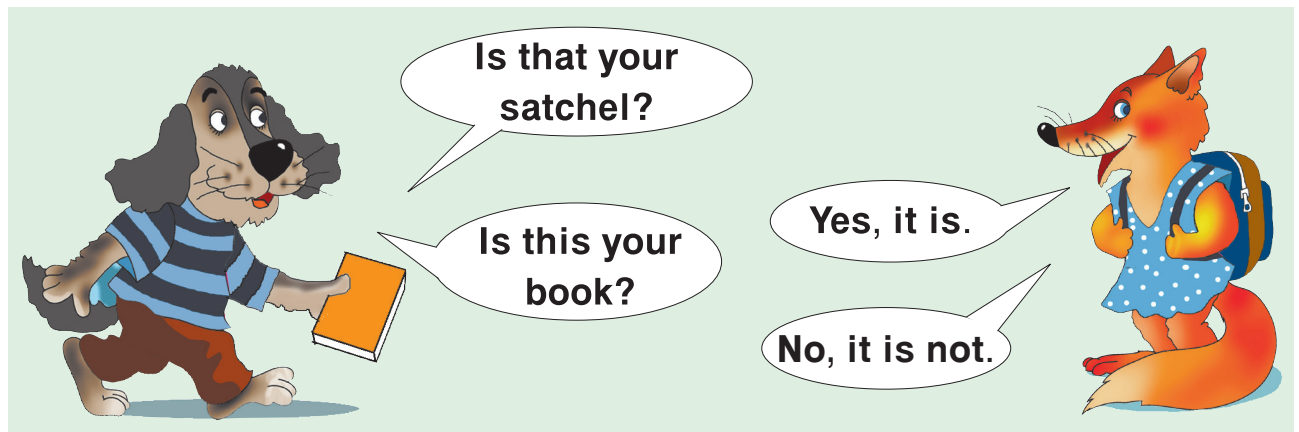 Is that your
satchel?
Yes, it is.
Is this your
book?
No, it is not.